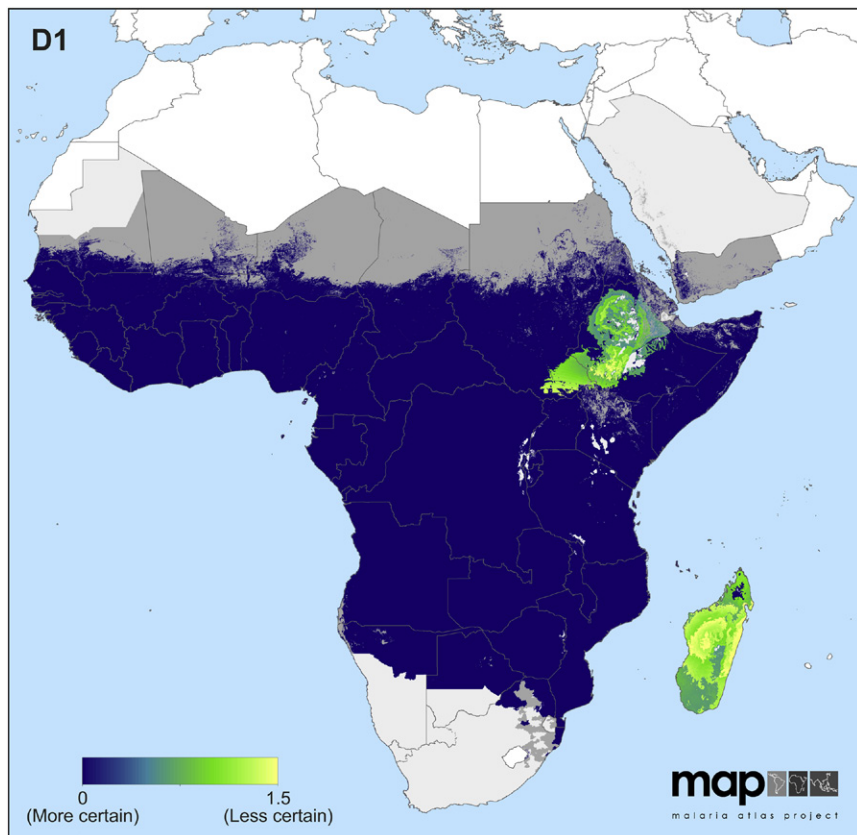 D1
0
1.5
(More certain)
(Less certain)
map
malaria atlas project